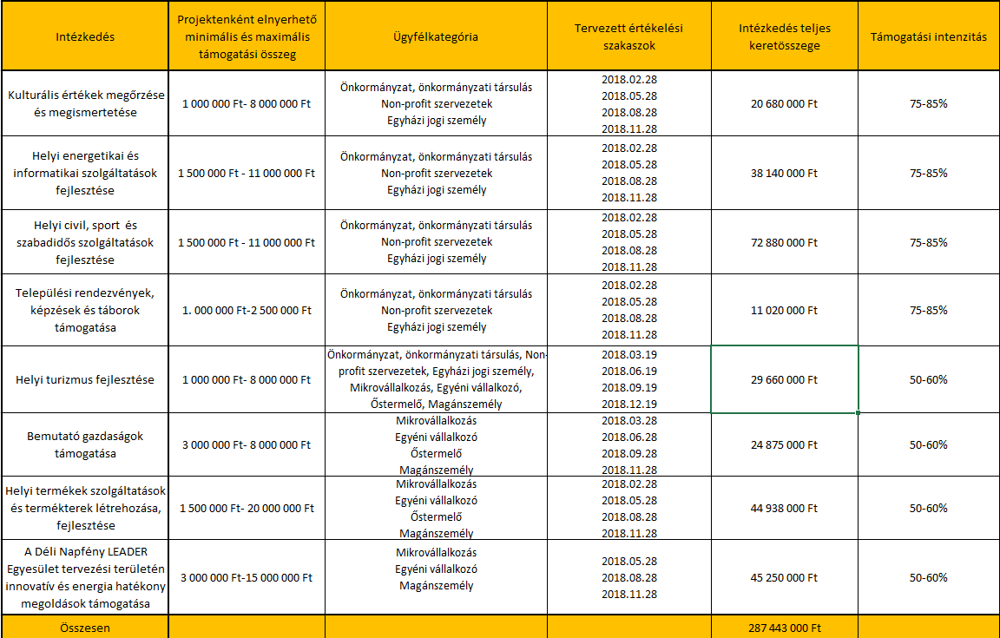 Intézkedés
Projektenként elnyerhető
minimális és maximális
támogatási összeg
Ügyfélkategória
Tervezett értékelési
szakaszok
Intézkedés teljes
keretösszege
Támogatási intenzitás
Kulturális értékek megőrzése
és megismertetése
1 000 000 Ft- 8 000 000 Ft
Önkormányzat, önkormányzati társulás
Non-profit szervezetek
Egyházi jogi személy
2018.02.28
2018.05.28
2018.08.28
2018.11.28
20 680 000 Ft
75-85%
Helyi energetikai és
informatikai szolgáltatások
fejlesztése
1 500 000 Ft - 11 000 000 Ft
Önkormányzat, önkormányzati társulás
Non-profit szervezetek
Egyházi jogi személy
2018.02.28
2018.05.28
2018.08.28
2018.11.28
38 140 000 Ft
75-85%
Helyi civil, sport  és
szabadidős szolgáltatások
fejlesztése
1 500 000 Ft - 11 000 000 Ft
Önkormányzat, önkormányzati társulás
Non-profit szervezetek
Egyházi jogi személy
2018.02.28
2018.05.28
2018.08.28
2018.11.28
72 880 000 Ft
75-85%
Települési rendezvények,
képzések és táborok
támogatása
1. 000 000 Ft-2 500 000 Ft
Önkormányzat, önkormányzati társulás
Non-profit szervezetek
Egyházi jogi személy
2018.02.28
2018.05.28
2018.08.28
2018.11.28
11 020 000 Ft
75-85%
Helyi turizmus fejlesztése
1 000 000 Ft- 8 000 000 Ft
Önkormányzat, önkormányzati társulás, Non-
profit szervezetek, Egyházi jogi személy,
Mikrovállalkozás, Egyéni vállalkozó,
Őstermelő, Magánszemély
2018.03.19
2018.06.19
2018.09.19
2018.12.19
29 660 000 Ft
50-60%
Bemutató gazdaságok
támogatása
3 000 000 Ft- 8 000 000 Ft
Mikrovállalkozás
Egyéni vállalkozó
Őstermelő
Magánszemély
2018.03.28
2018.06.28
2018.09.28
2018.11.28
24 875 000 Ft
50-60%
Helyi termékek szolgáltatások
és termékterek létrehozása,
fejlesztése
1 500 000 Ft- 20 000 000 Ft
Mikrovállalkozás
Egyéni vállalkozó
Őstermelő
Magánszemély
2018.02.28
2018.05.28
2018.08.28
2018.11.28
44 938 000 Ft
50-60%
A Déli Napfény LEADER
Egyesület tervezési területén
innovatív és energia hatékony
megoldások támogatása
3 000 000 Ft-15 000 000 Ft
Mikrovállalkozás
Egyéni vállalkozó
Magánszemély
2018.05.28
2018.08.28
2018.11.28
45 250 000 Ft
50-60%
Összesen
287 443 000 Ft